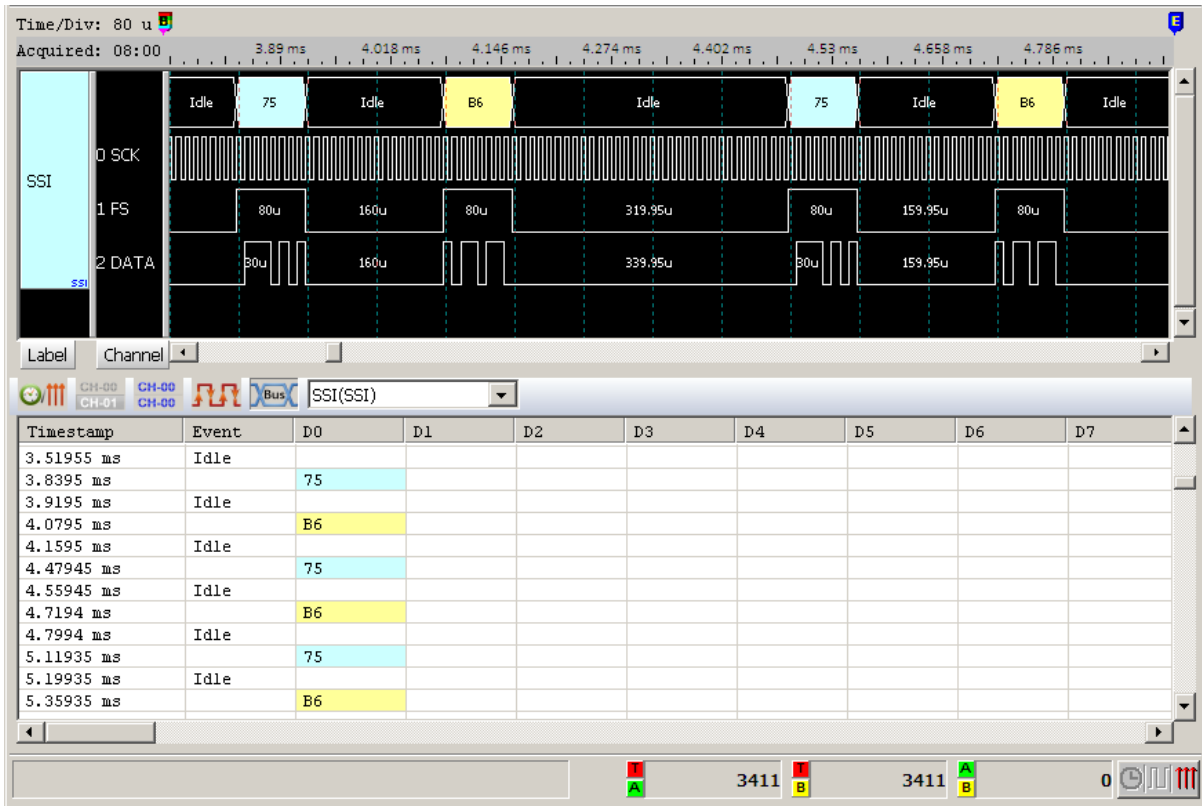 Time/Div: 80 u B E
Acquired: 08:00 3.89 ms 4.018 ms 4.146 ms 4.274 ms 4.402 ms 4.53 ms 4.658 ms 4.786 ms
Idle 75 Idle B6 Idle 75 Idle B6 Idle
0 SCK
SSI
1 FS 80u 160u 80u 319.95u 80u 159.95u 80u
2 DATA 30u 160u 339.95u 30u 159.95u
SSI
Label Channel
CH-00 CH-01 CH-00 CH-00 Bus SSI(SSI)
Timestamp Event D0 D1 D2 D3 D4 D5 D6 D7
3.51955 ms Idle
3.8395 ms 75
3.9195 ms Idle
4.0795 ms B6
4.1595 ms Idle
4.47945 ms 75
4.55945 ms Idle
4.7194 ms B6
4.7994 ms Idle
5.11935 ms 75
5.19935 ms Idle
5.35935 ms B6
T A 3411 T B 3411 A B 0